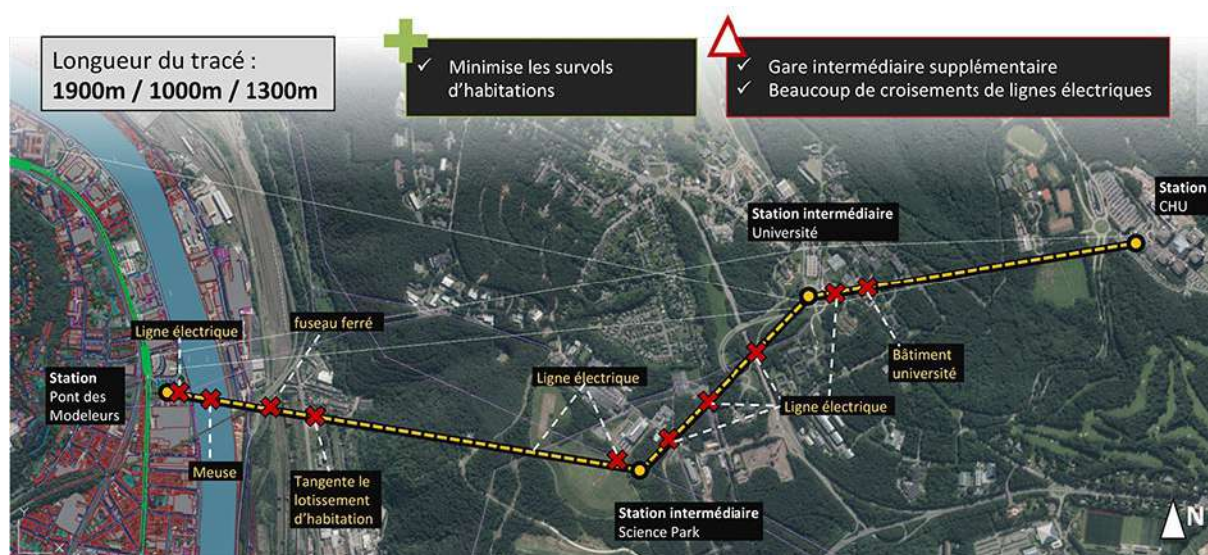 Longueur du tracé :
1900m / 1000m / 1300m
✓ Minimise les survols
d'habitations
✓ Gare intermédiaire supplémentaire
✓ Beaucoup de croisements de lignes électriques
Station
CHU
Station intermédiaire
Université
Ligne électrique
fuseau ferré
Station
Pont des
Modeleurs
Ligne électrique
Bâtiment
université
Ligne électrique
Meuse
Tangente le
lotissement
d'habitation
Station intermédiaire
Science Park
N